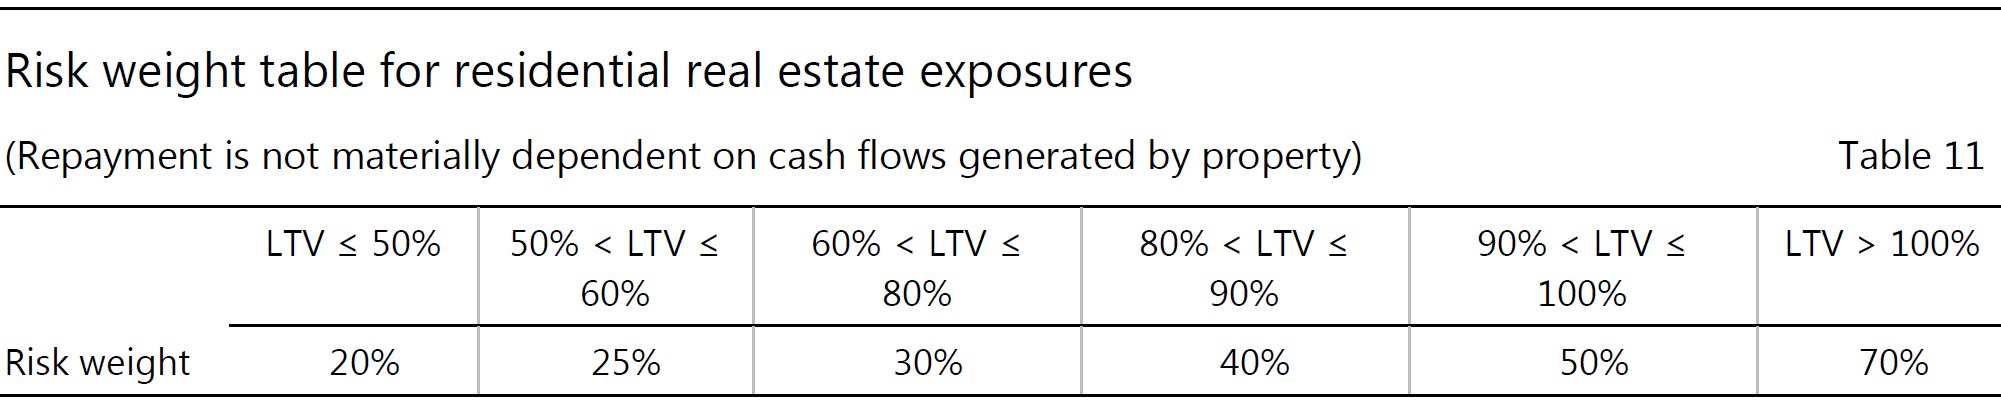 Risk weight table for residential real estate exposures
(Repayment is not materially dependent on cash flows generated by property) Table 11
LTV ≤ 50% 50% < LTV ≤ 60% < LTV ≤ 80% < LTV ≤ 90% < LTV ≤ LTV > 100%
60% 80% 90% 100%
Risk weight 20% 25% 30% 40% 50% 70%